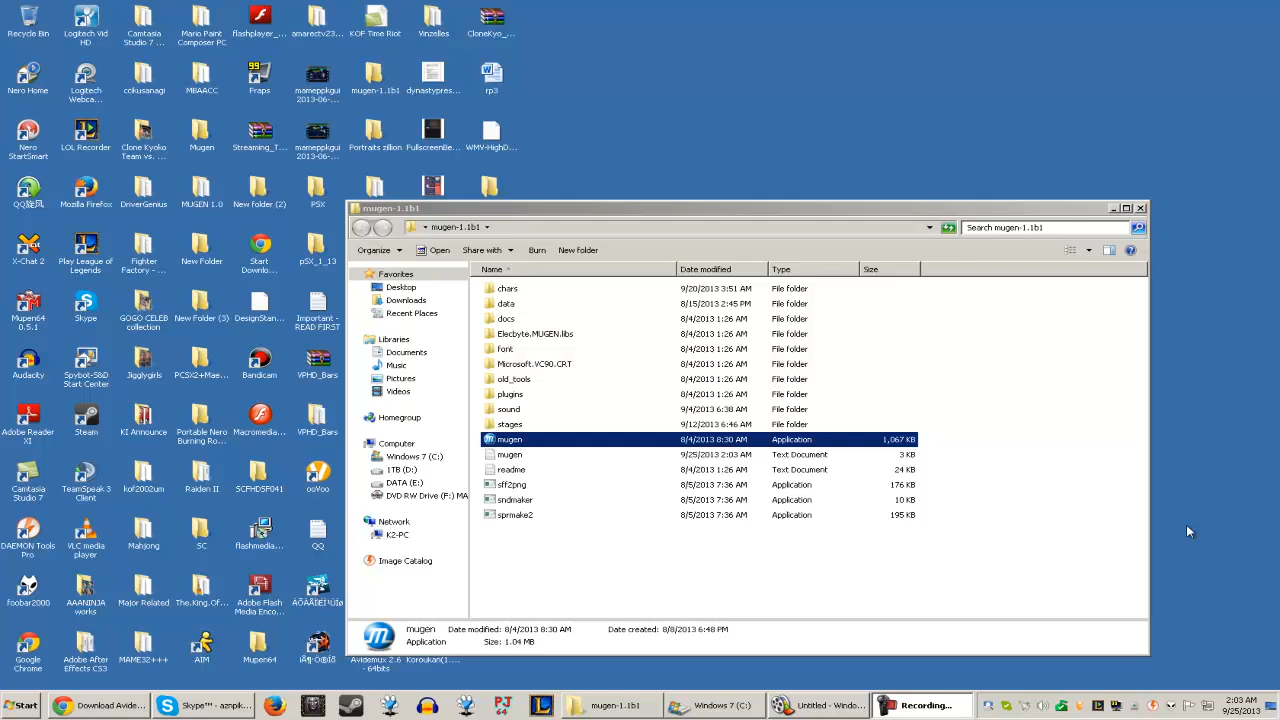 Recycle Bin
Logitech Vid
HD
Camtasia
Studio 7 ...
Mario Paint
Composer PC
flashplayer_...
amarectv23...
KOF Time Riot
Vinzelles
CloneKyo_...
Nero Home
Logitech
Webca...
ccikusanagi
MBAACC
Fraps
mameppkgui
2013-06-...
mugen-1.1b1
dynastypres...
rp3
Nero
StartSmart
LOL Recorder
Clone Kyoko
Team vs. ...
Mugen
Streaming_T...
mameppkgui
2013-06-...
Portraits zillion
FullscreenBe...
WMV-HighD...
QQ旋风
Mozilla Firefox
DriverGenius
MUGEN 1.0
New folder (2)
PSX
X-Chat 2
Play League of
Legends
Fighter
Factory - ...
New Folder
Start
Downlo...
pSX_1_13
Mupen64
0.5.1
Skype
GOGO CELEB
collection
New Folder (3)
DesignStan...
Important -
READ FIRST
Audacity
Spybot-S&D
Start Center
Jigglygirls
PCSX2+Mae...
Bandicam
VPHD_Bars
Adobe Reader
XI
Steam
KI Announce
Portable Nero
Burning Ro...
Macromedia...
VPHD_Bars
Camtasia
Studio 7
TeamSpeak 3
Client
kof2002um
Raiden II
SCFHDSF041
ooVoo
DAEMON Tools
Pro
VLC media
player
Mahjong
SC
flashmedia...
QQ
foobar2000
AAANINJA
works
Major Related
The.King.Of...
Adobe Flash
Media Enco...
Google
Chrome
Adobe After
Effects CS3
MAME32+++
AIM
Mupen64
Avidemux 2.6
- 64bits
Koroukan(1....
mugen-1.1b1
mugen-1.1b1
Search mugen-1.1b1
Organize
Open
Share with
Burn
New folder
Favorites
Desktop
Downloads
Recent Places
Libraries
Documents
Music
Pictures
Videos
Homegroup
Computer
Windows 7 (C:)
1TB (D:)
DATA (E:)
DVD RW Drive (F:) MA
Network
K2-PC
Image Catalog
Name Date modified Type Size
chars 9/20/2013 3:51 AM File folder
data 8/15/2013 2:45 PM File folder
docs 8/4/2013 1:26 AM File folder
Elecbyte.MUGEN.libs 8/4/2013 1:26 AM File folder
font 8/4/2013 1:26 AM File folder
Microsoft.VC90.CRT 8/4/2013 1:26 AM File folder
old_tools 8/4/2013 1:26 AM File folder
plugins 8/4/2013 1:26 AM File folder
sound 9/4/2013 6:38 AM File folder
stages 9/12/2013 6:46 AM File folder
mugen 8/4/2013 8:30 AM Application 1,067 KB
mugen 9/25/2013 2:03 AM Text Document 3 KB
readme 8/4/2013 1:26 AM Text Document 24 KB
sff2png 8/5/2013 7:36 AM Application 176 KB
sndmaker 8/5/2013 7:36 AM Application 10 KB
sprmake2 8/5/2013 7:36 AM Application 195 KB
mugen Date modified: 8/4/2013 8:30 AM Date created: 8/8/2013 6:48 PM
Application Size: 1.04 MB
Start
Download Avide...
Skype™ - aznpik...
mugen-1.1b1
Windows 7 (C:)
Untitled - Windo...
Recording...
2:03 AM
9/25/2013